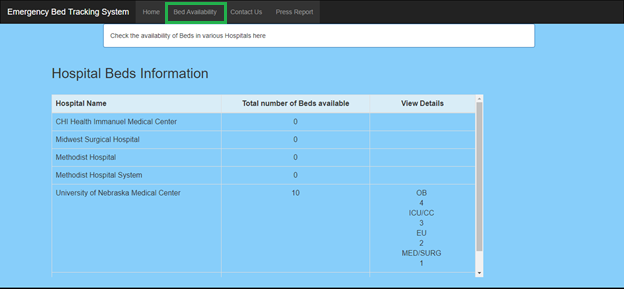 Emergency Bed Tracking System Home Bed Availability Contact Us Press Report
Check the availability of Beds in various Hospitals here
Hospital Beds Information
Hospital Name Total number of Beds available View Details
CHI Health Immanuel Medical Center 0
Midwest Surgical Hospital 0
Methodist Hospital 0
Methodist Hospital System 0
University of Nebraska Medical Center 10 OB
4
ICU/CC
3
EU
2
MED/SURG
1